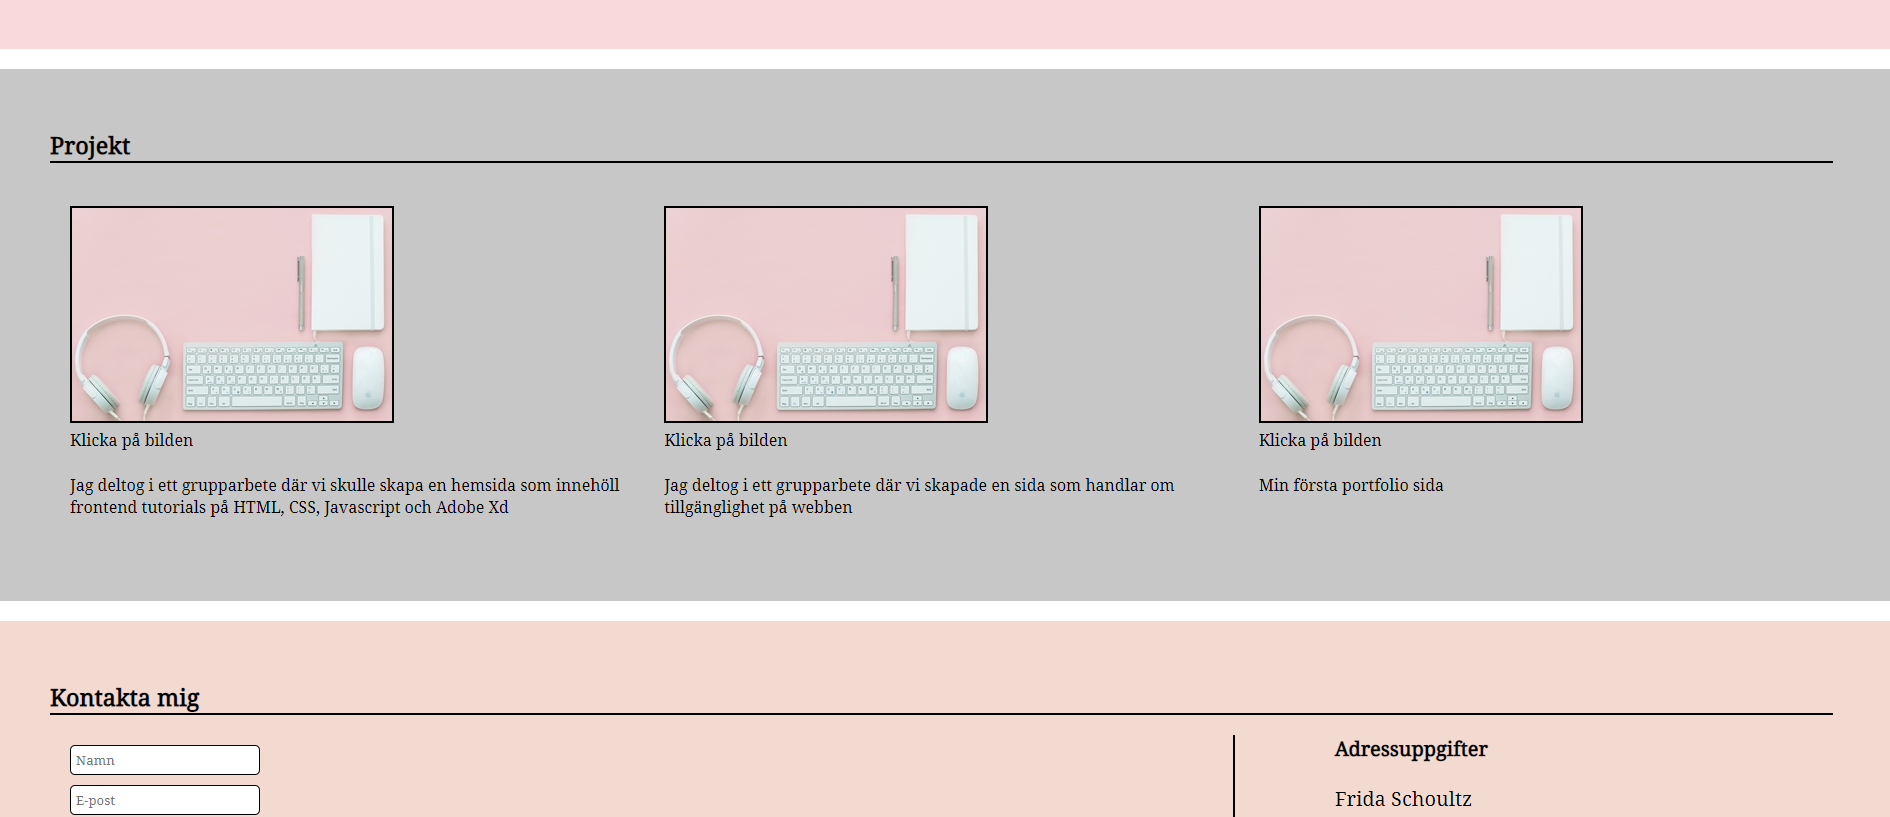 Projekt
Klicka på bilden
Jag deltog i ett grupparbete där vi skulle skapa en hemsida som innehöll
frontend tutorials på HTML, CSS, Javascript och Adobe Xd
Klicka på bilden
Jag deltog i ett grupparbete där vi skapade en sida som handlar om
tillgänglighet på webben
Klicka på bilden
Min första portfolio sida
Kontakta mig
Namn
E-post
Adressuppgifter
Frida Schoultz